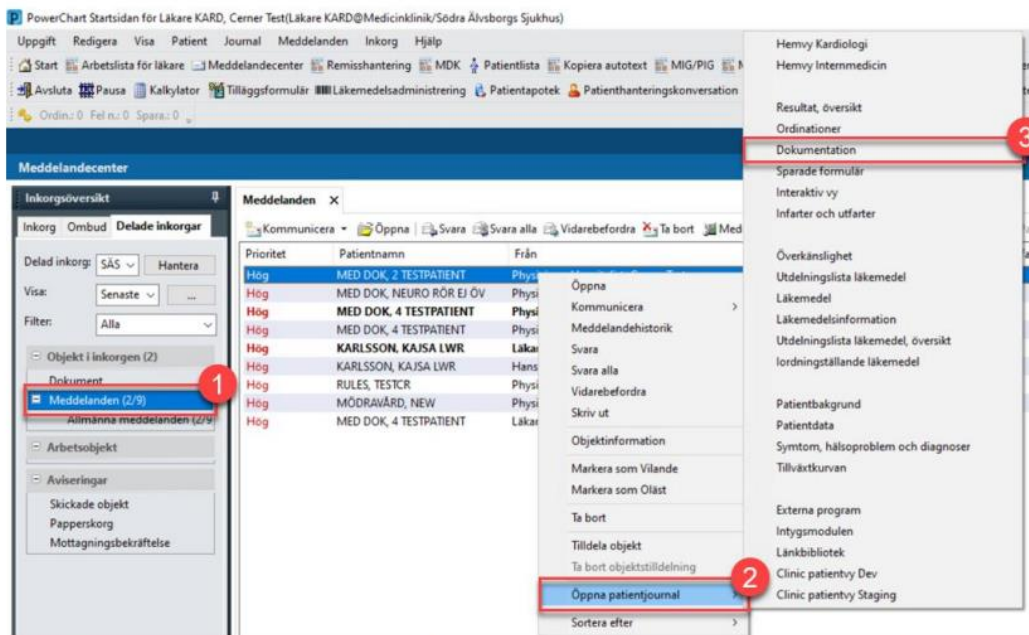 PowerChart Startsidan för Läkare KARD, Cerner Test(Läkare KARD@Medicinklinik/Södra Älvsborgs Sjukhus)
Uppgift Redigera Visa Patient Journal Meddelanden Inkorg Hjälp
Start Arbetslista för läkare Meddelandecenter Remisshantering MDK Patientlista Kopiera autotext MIG/PIG
Avsluta Pausa Kalkylator Tilläggsformulär Läkemedelsadministrering Patientapotek Patienthanteringskonversation
Ordin.: 0 Fel n.: 0 Spara.: 0
Meddelandecenter
Inkorgsöversikt
Inkorg Ombud Delade inkorgar
Delad inkorg: SÄS Hantera
Visa: Senaste ...
Filter: Alla
Objekt i inkorgen (2)
Dokument
1
Meddelanden (2/9)
Allmänna meddelanden (2/9
Arbetsobjekt
Aviseringar
Skickade objekt
Papperskorg
Mottagningsbekräftelse
Meddelanden X
Kommunicera Öppna Svara Svara alla Vidarebefordra Ta bort Med
Prioritet Patientnamn Från
Hög MED DOK, 2 TESTPATIENT
Hög MED DOK, NEURO RÖR EJ ÖV Physi
Hög MED DOK, 4 TESTPATIENT Physi
Hög MED DOK, 4 TESTPATIENT Physi
Hög KARLSSON, KAJSA LWR Läkar
Hög KARLSSON, KAJSA LWR Hans
Hög RULES, TESTCR Physi
Hög MÖDRAVÅRD, NEW Physi
Hög MED DOK, 4 TESTPATIENT Läkar
Öppna
Kommunicera >
Meddelandehistorik
Svara
Svara alla
Vidarebefordra
Skriv ut
Objektinformation
Markera som Vilande
Markera som Oläst
Ta bort
Tilldela objekt
Ta bort objektstilldelning
2
Öppna patientjournal >
Sortera efter >
Hemvy Kardiologi
Hemvy Internmedicin
Resultat, översikt
Ordinationer
3
Dokumentation
Sparade formulär
Interaktiv vy
Infarter och utfarter
Överkänslighet
Utdelningslista läkemedel
Läkemedel
Läkemedelsinformation
Utdelningslista läkemedel, översikt
Iordningställande läkemedel
Patientbakgrund
Patientdata
Symtom, hälsoproblem och diagnoser
Tillväxtkurvan
Externa program
Intygsmodulen
Länkbibliotek
Clinic patientvy Dev
Clinic patientvy Staging